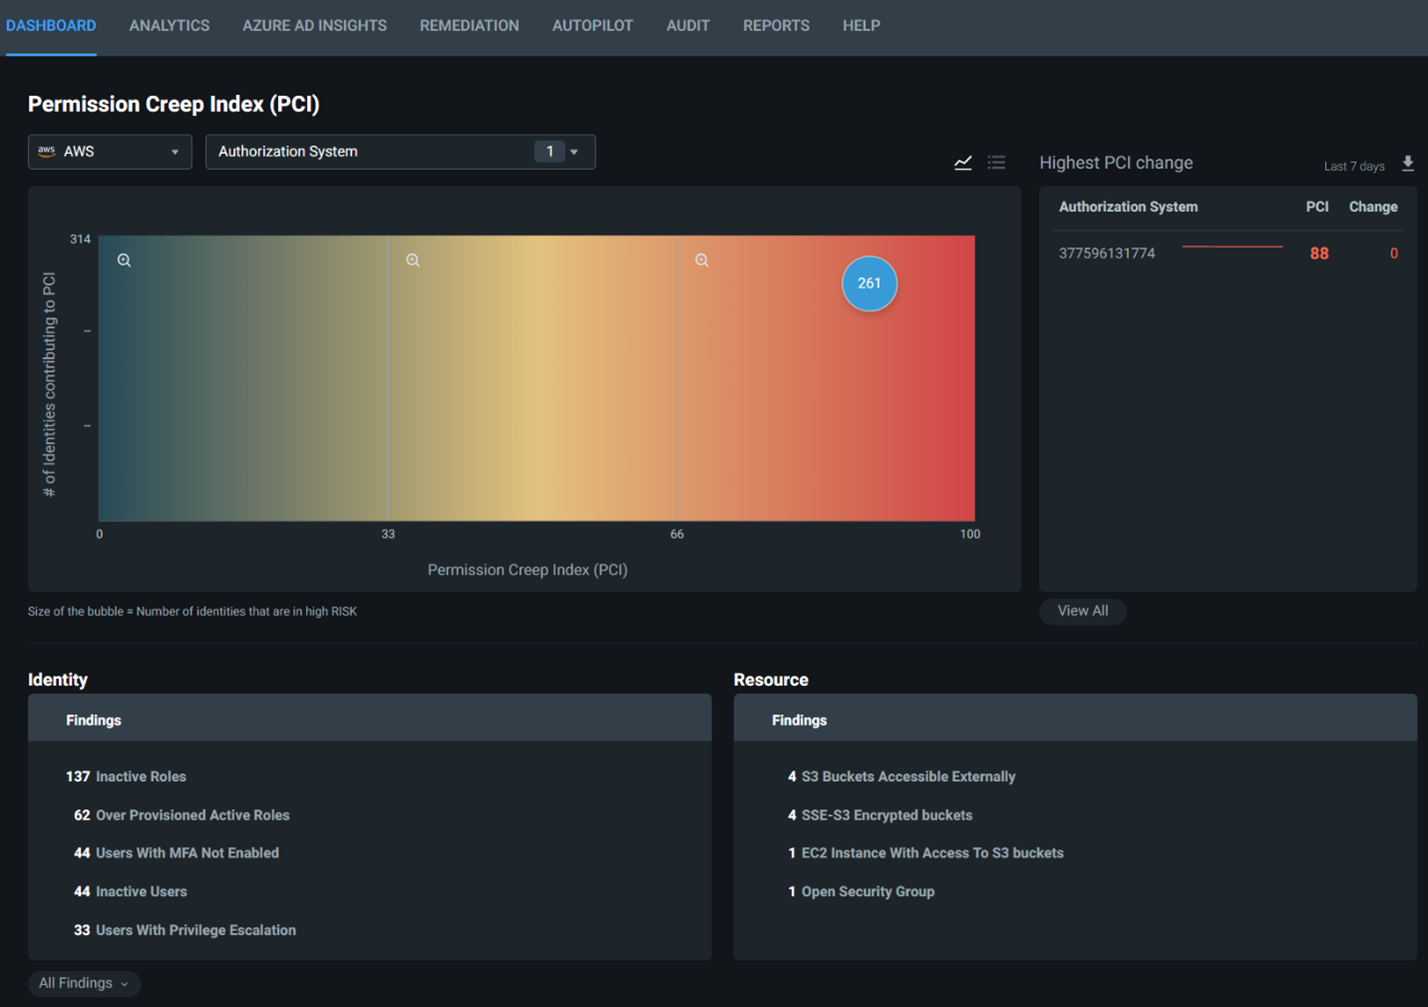 DASHBOARD ANALYTICS AZURE AD INSIGHTS REMEDIATION AUTOPILOT AUDIT REPORTS HELP
Permission Creep Index (PCI)
aws AWS Authorization System 1
Highest PCI change Last 7 days
Authorization System PCI Change
377596131774 88 0
314
# of Identities contributing to PCI
261
0 33 66 100
Permission Creep Index (PCI)
Size of the bubble = Number of identities that are in high RISK
View All
Identity
Findings
137 Inactive Roles
62 Over Provisioned Active Roles
44 Users With MFA Not Enabled
44 Inactive Users
33 Users With Privilege Escalation
All Findings
Resource
Findings
4 S3 Buckets Accessible Externally
4 SSE-S3 Encrypted buckets
1 EC2 Instance With Access To S3 buckets
1 Open Security Group